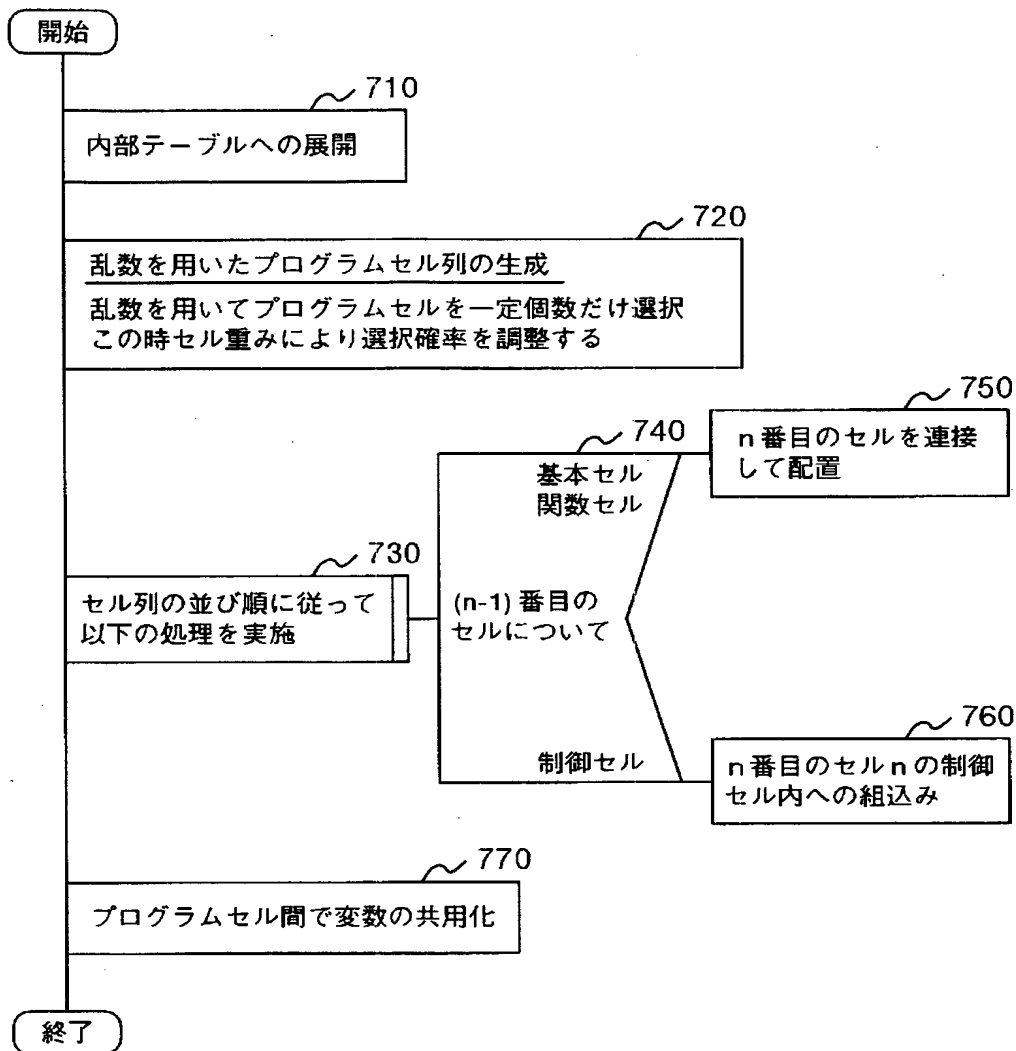 開始
710
内部テーブルへの展開
720
乱数を用いたプログラムセル列の生成
乱数を用いてプログラムセルを一定個数だけ選択
この時セル重みにより選択確率を調整する
730
セル列の並び順に従って
以下の処理を実施
740
基本セル
関数セル
(n-1) 番目の
セルについて
制御セル
750
n 番目のセルを連接
して配置
760
n 番目のセル n の制御
セル内への組込み
770
プログラムセル間で変数の共用化
終了